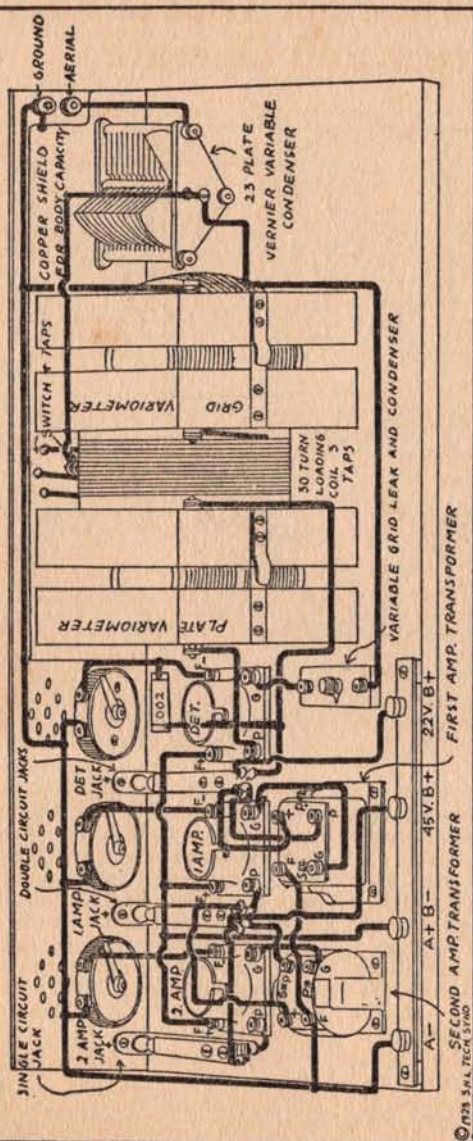 SINGLE CIRCUIT
JACK
DOUBLE CIRCUIT JACKS
2 AMP
JACK
1 AMP
JACK
DET.
JACK
SWITCH
TAPS
COPPER SHIELD
FOR BODY CAPACITY
GROUND
AERIAL
23 PLATE
VERNIER VARIABLE
CONDENSER
PLATE VARIOMETER
GRID
VARIOMETER
TURN
LOADING
COIL
TAPS
.002
2 AMP
1 AMP.
DET.
F-
F+
G
P
F-
F+
G
P
F-
F+
G
P
VARIABLE GRID LEAK AND CONDENSER
A-
A+ B-
45 V. B+
22 V. B+
SECOND AMP. TRANSFORMER
FIRST AMP. TRANSFORMER